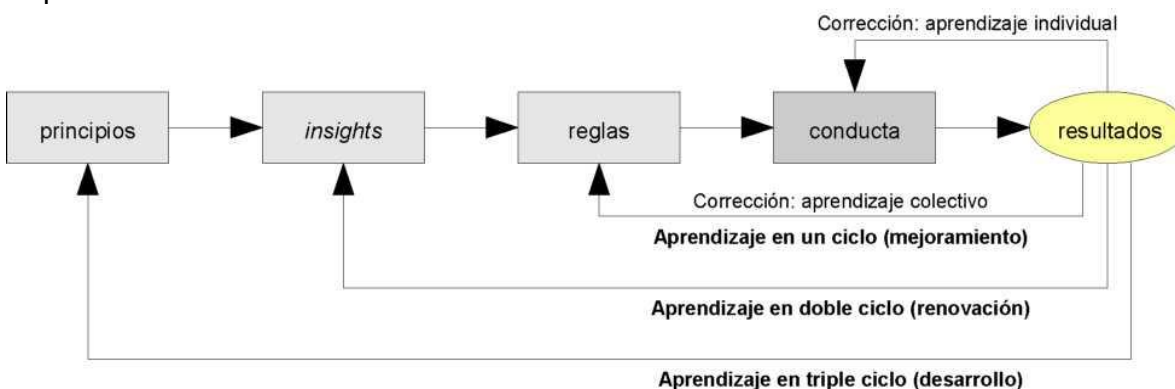 Corrección: aprendizaje individual
principios
insights
reglas
conducta
resultados
Corrección: aprendizaje colectivo
Aprendizaje en un ciclo (mejoramiento)
Aprendizaje en doble ciclo (renovación)
Aprendizaje en triple ciclo (desarrollo)